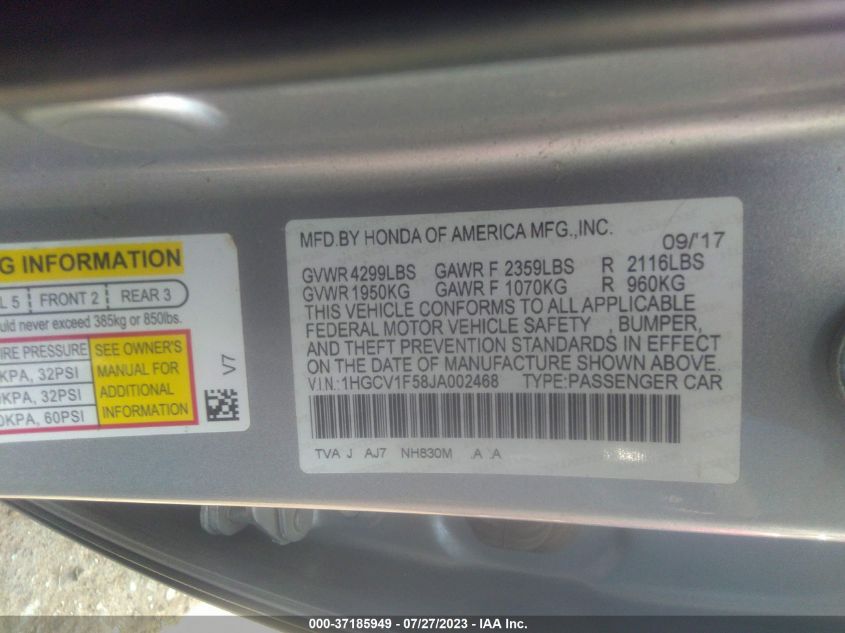 G INFORMATION
L 5 FRONT 2 REAR 3
uld never exceed 385kg or 850lbs.
IRE PRESSURE
KPA, 32PSI
KPA, 32PSI
0KPA, 60PSI
SEE OWNER'S
MANUAL FOR
ADDITIONAL
INFORMATION
V7
MFD.BY HONDA OF AMERICA MFG.,INC. 09/'17
GVWR 4299LBS GAWR F 2359LBS R 2116LBS
GVWR 1950KG GAWR F 1070KG R 960KG
THIS VEHICLE CONFORMS TO ALL APPLICABLE
FEDERAL MOTOR VEHICLE SAFETY , BUMPER,
AND THEFT PREVENTION STANDARDS IN EFFECT
ON THE DATE OF MANUFACTURE SHOWN ABOVE.
V.I.N.:1HGCV1F58JA002468 TYPE:PASSENGER CAR
TVA J AJ7 NH830M .A .A
000-37185949 - 07/27/2023 - IAA Inc.